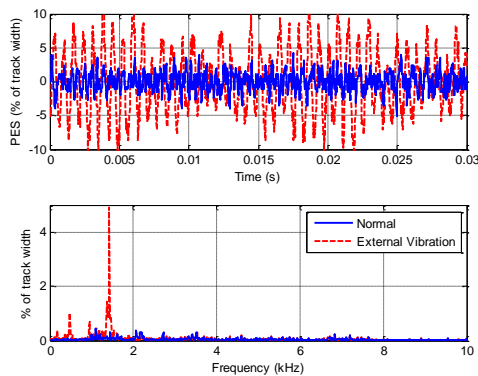 PES (% of track width)
10
5
0
-5
-10
0 0.005 0.01 0.015 0.02 0.025 0.03
Time (s)
% of track width
4
2
0
Normal
External Vibration
0 2 4 6 8 10
Frequency (kHz)